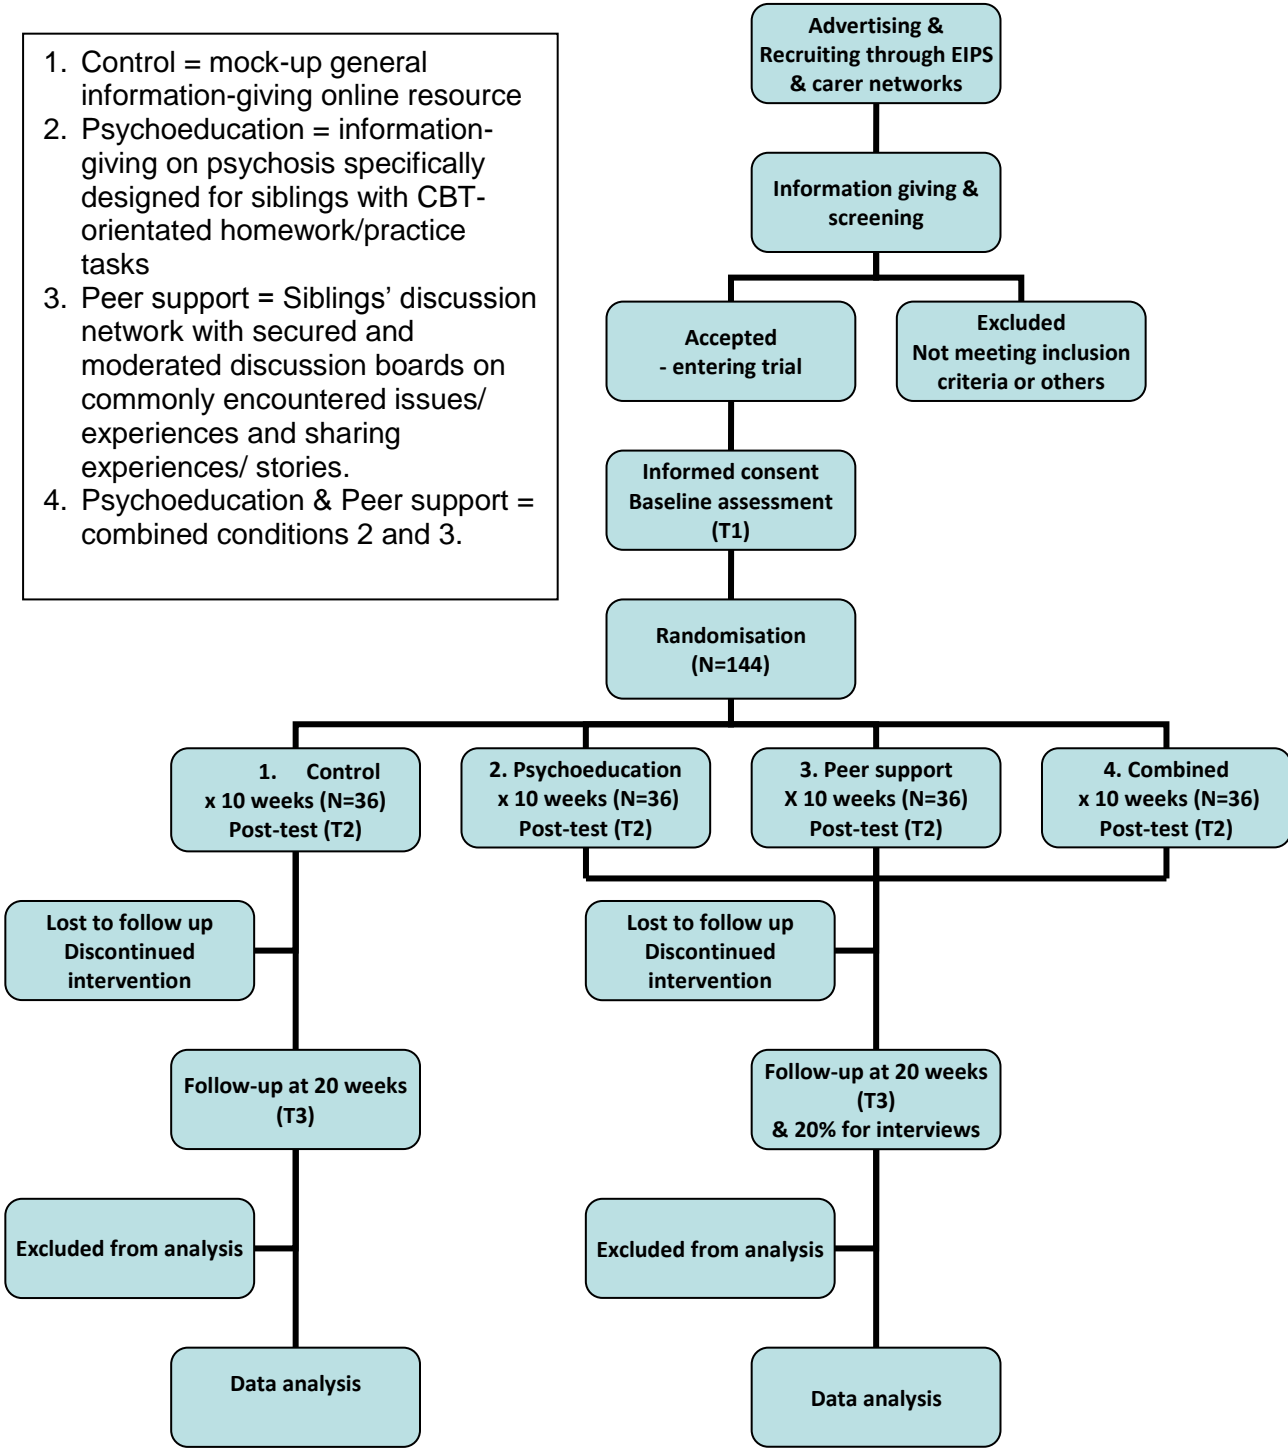 1. Control = mock-up general
information-giving online resource
2. Psychoeducation = information-
giving on psychosis specifically
designed for siblings with CBT-
orientated homework/practice
tasks
3. Peer support = Siblings’ discussion
network with secured and
moderated discussion boards on
commonly encountered issues/
experiences and sharing
experiences/ stories.
4. Psychoeducation & Peer support =
combined conditions 2 and 3.
Advertising &
Recruiting through EIPS
& carer networks
Information giving &
screening
Accepted
- entering trial
Excluded
Not meeting inclusion
criteria or others
Informed consent
Baseline assessment
(T1)
Randomisation
(N=144)
1. Control
x 10 weeks (N=36)
Post-test (T2)
2. Psychoeducation
x 10 weeks (N=36)
Post-test (T2)
3. Peer support
X 10 weeks (N=36)
Post-test (T2)
4. Combined
x 10 weeks (N=36)
Post-test (T2)
Lost to follow up
Discontinued
intervention
Lost to follow up
Discontinued
intervention
Follow-up at 20 weeks
(T3)
Follow-up at 20 weeks
(T3)
& 20% for interviews
Excluded from analysis
Excluded from analysis
Data analysis
Data analysis